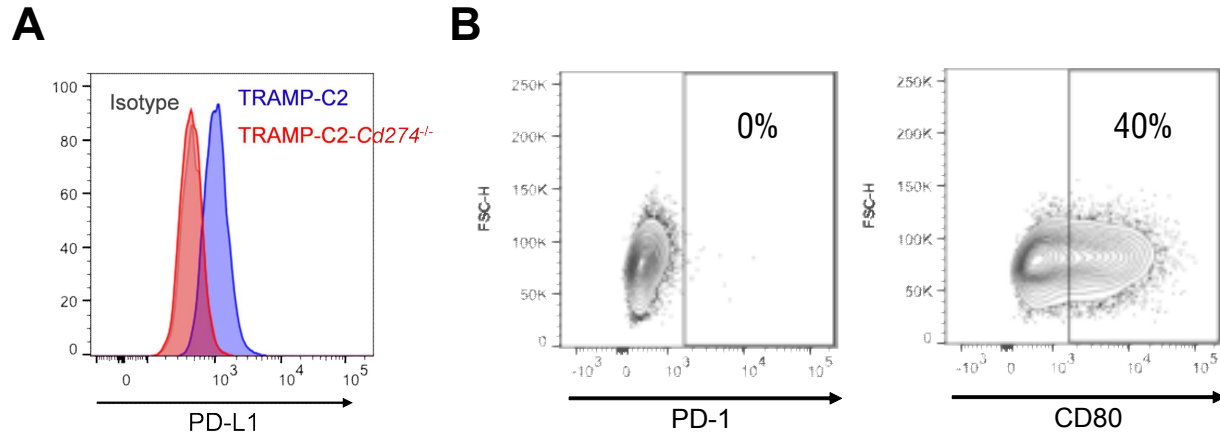 A
100
80
60
40
20
0
Isotype
TRAMP-C2
TRAMP-C2-Cd274-/-
0 10³ 10⁴ 10⁵
PD-L1
B
250K
200K
150K
100K
50K
0
FSC-H
0%
-10³ 0 10³ 10⁴ 10⁵
PD-1
250K
200K
150K
100K
50K
0
FSC-H
40%
-10³ 0 10³ 10⁴ 10⁵
CD80